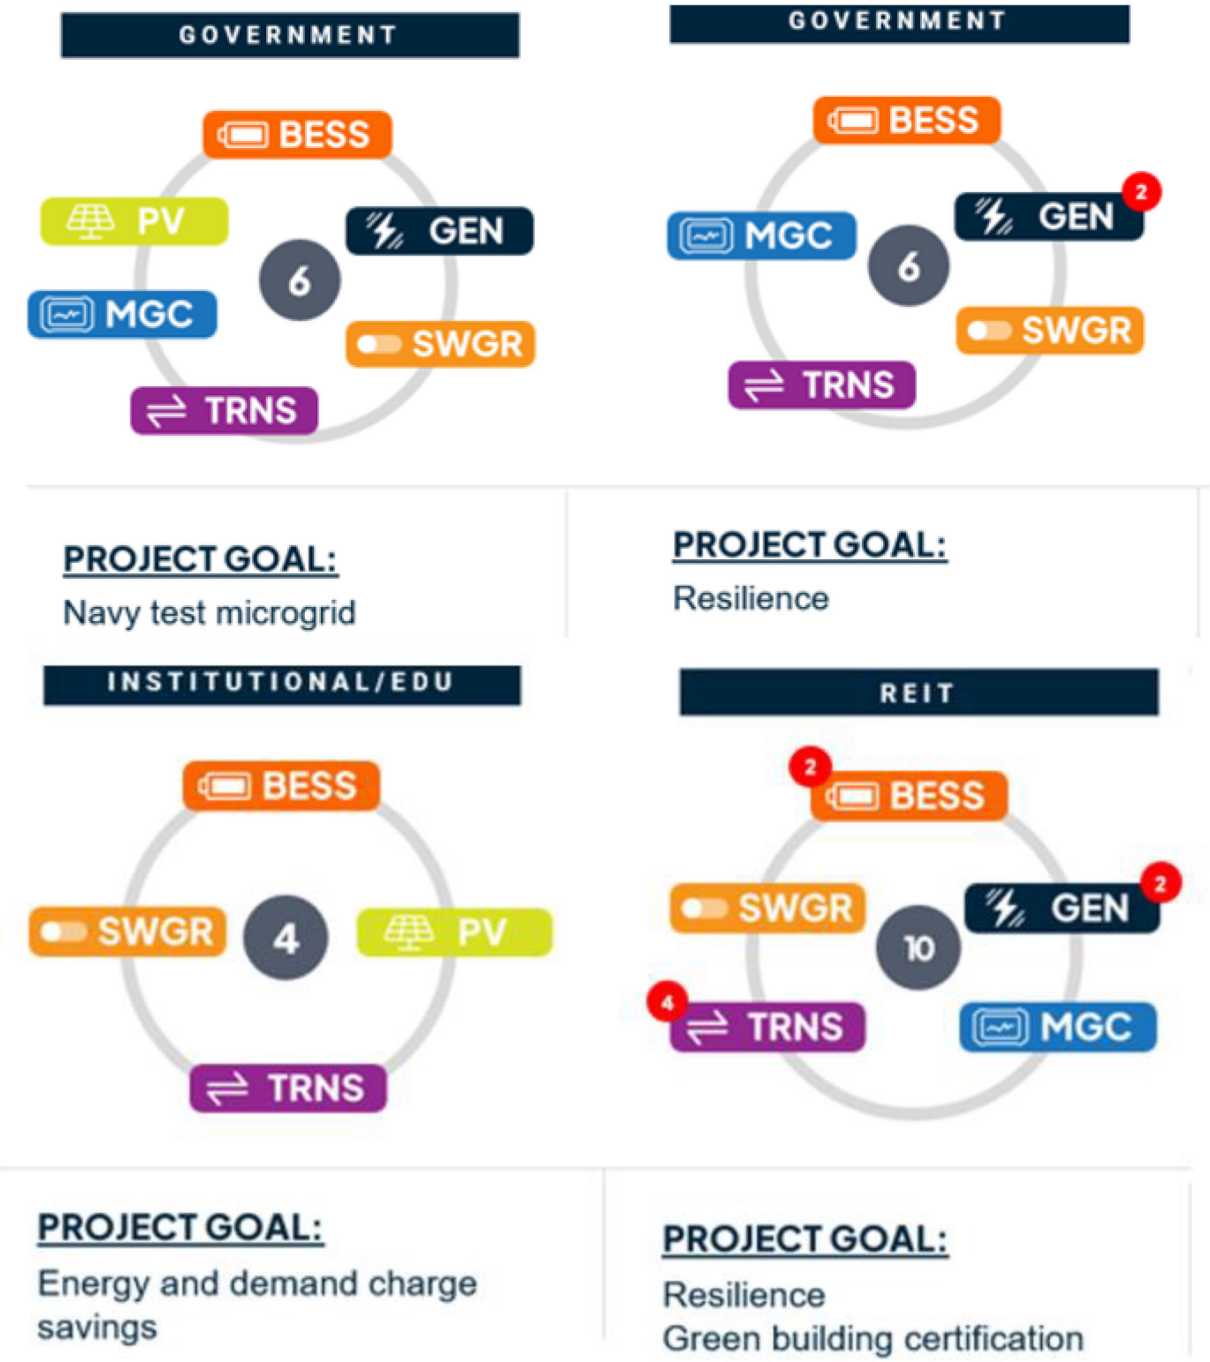 GOVERNMENT
BESS
PV
GEN
6
MGC
SWGR
TRNS
PROJECT GOAL:
Navy test microgrid
GOVERNMENT
BESS
2
GEN
MGC
6
SWGR
TRNS
PROJECT GOAL:
Resilience
INSTITUTIONAL/EDU
BESS
SWGR
4
PV
TRNS
PROJECT GOAL:
Energy and demand charge
savings
REIT
2
BESS
2
SWGR
GEN
10
4
TRNS
MGC
PROJECT GOAL:
Resilience
Green building certification